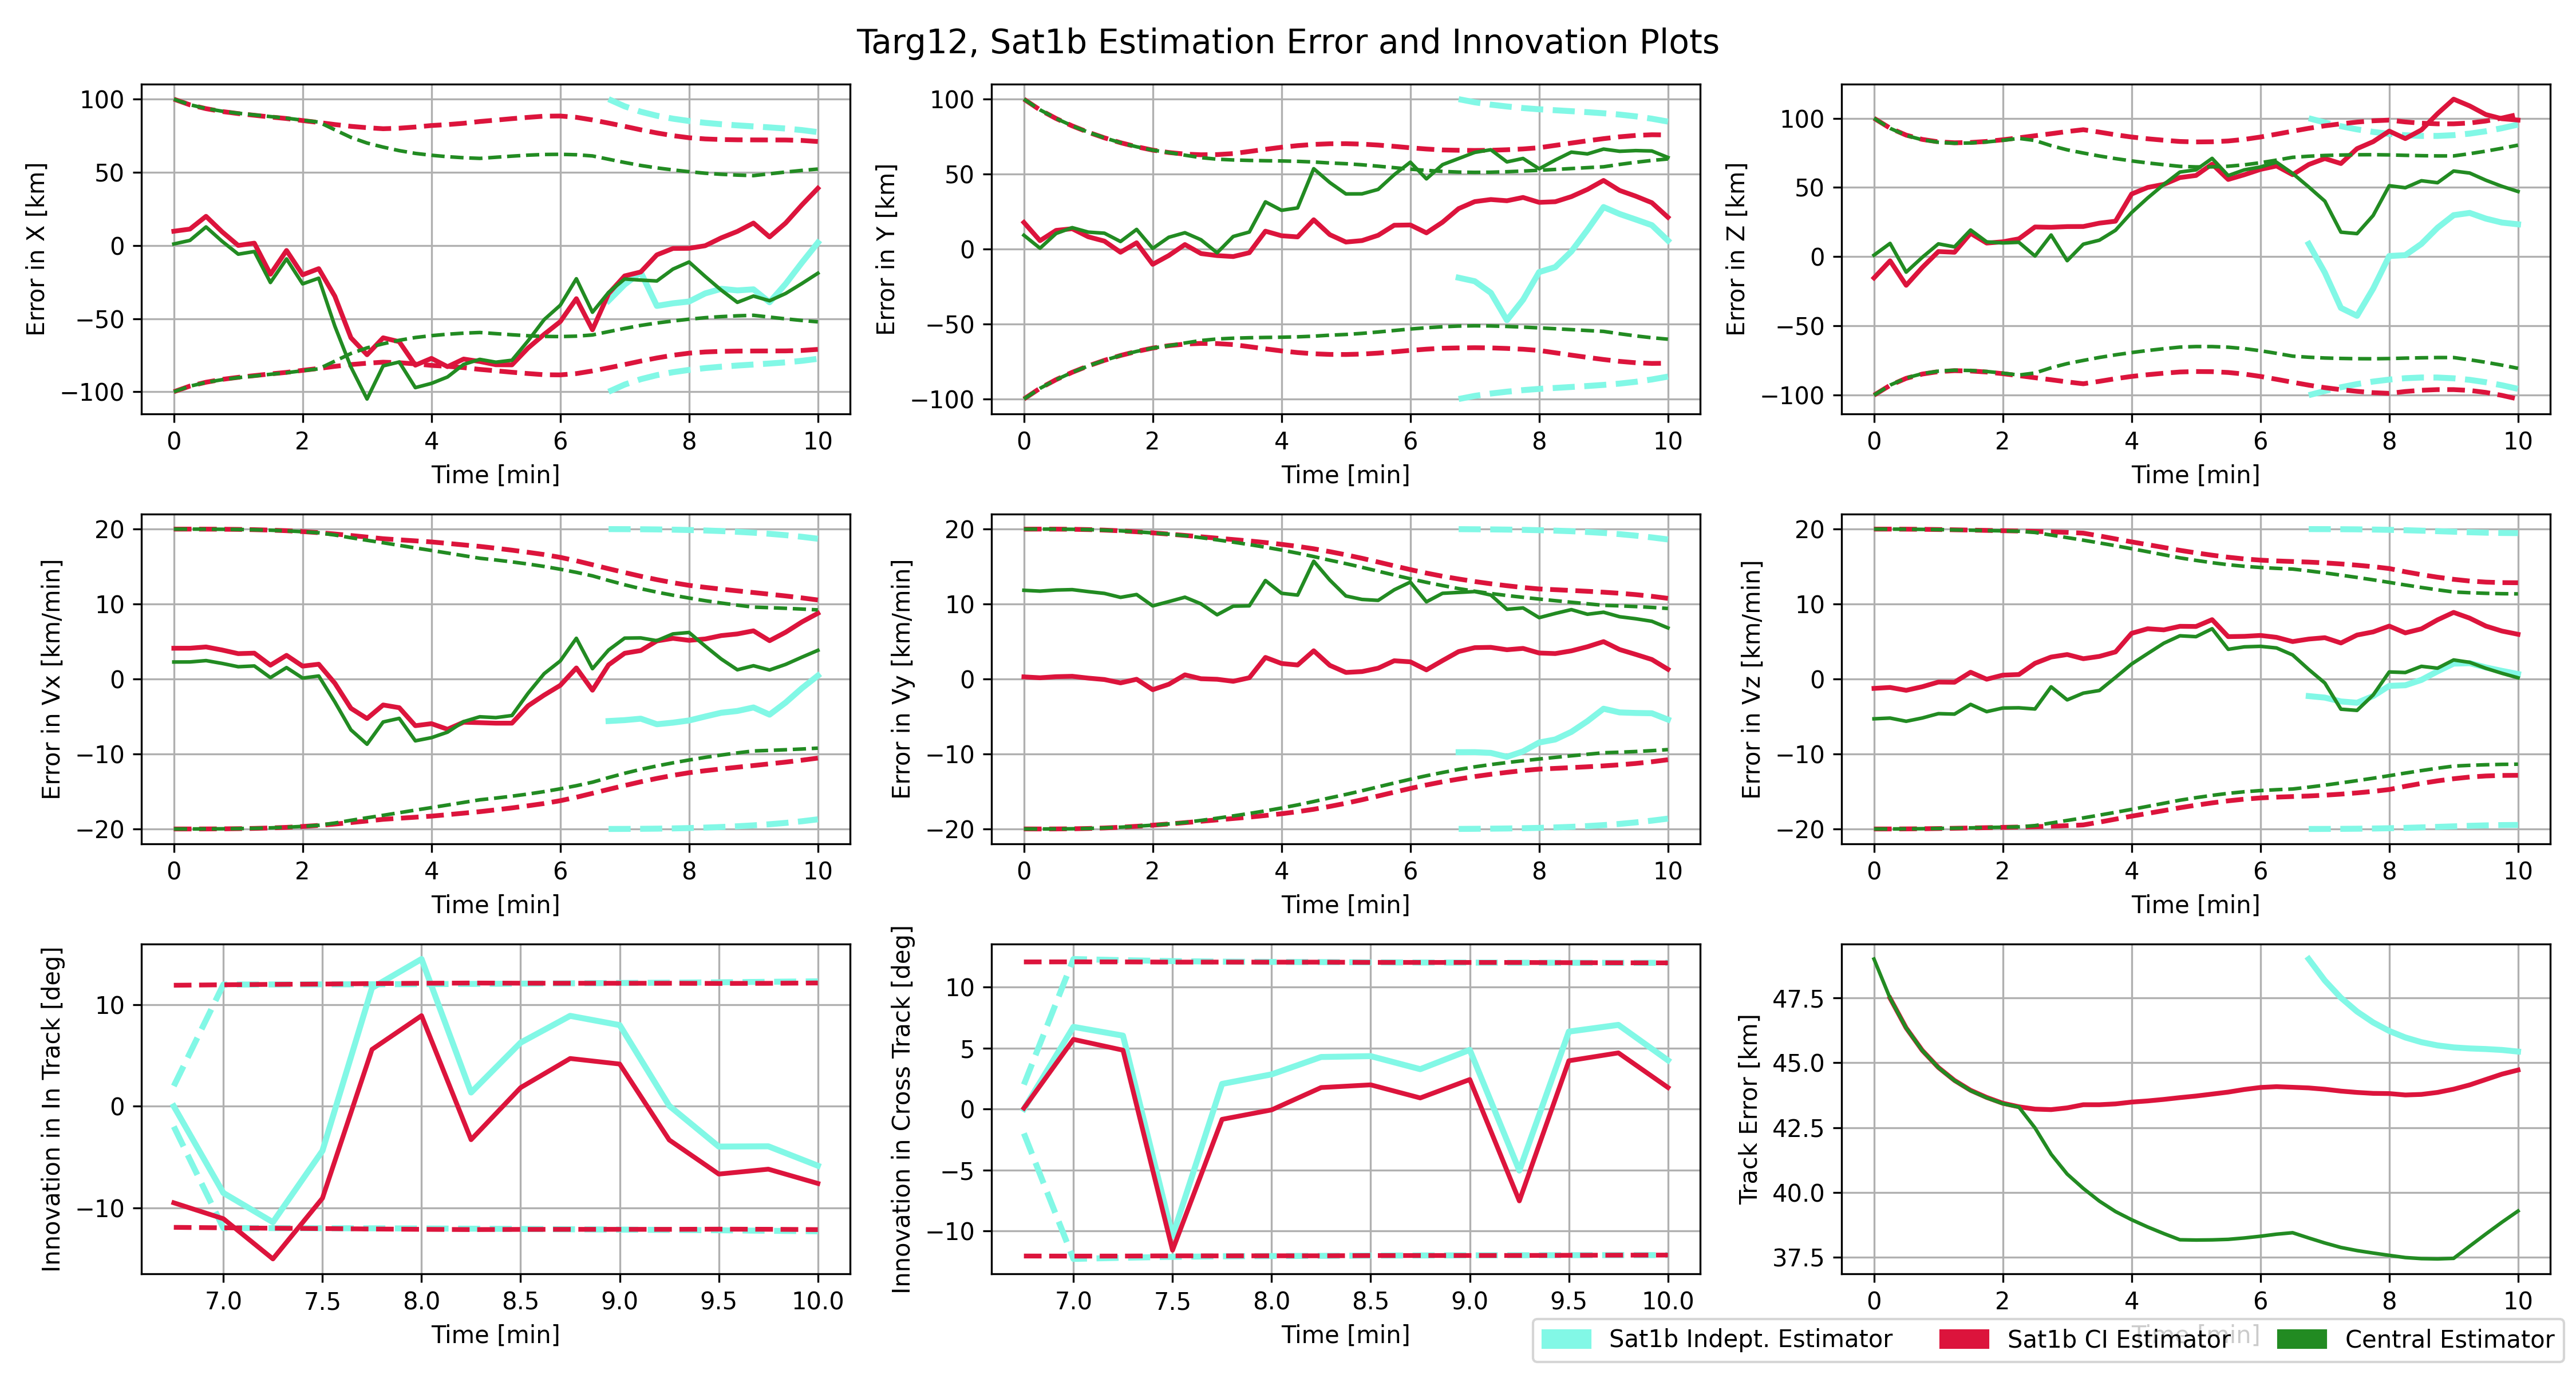 Targ12, Sat1b Estimation Error and Innovation Plots
Error in X [km]
100
50
0
−50
−100
0 2 4 6 8 10
Time [min]
Error in Y [km]
100
50
0
−50
−100
0 2 4 6 8 10
Time [min]
Error in Z [km]
100
50
0
−50
−100
0 2 4 6 8 10
Time [min]
Error in Vx [km/min]
20
10
0
−10
−20
0 2 4 6 8 10
Time [min]
Error in Vy [km/min]
20
10
0
−10
−20
0 2 4 6 8 10
Time [min]
Error in Vz [km/min]
20
10
0
−10
−20
0 2 4 6 8 10
Time [min]
Innovation in In Track [deg]
10
0
−10
7.0 7.5 8.0 8.5 9.0 9.5 10.0
Time [min]
Innovation in Cross Track [deg]
10
5
0
−5
−10
7.0 7.5 8.0 8.5 9.0 9.5 10.0
Time [min]
Track Error [km]
47.5
45.0
42.5
40.0
37.5
0 2 4 6 8 10
Time [min]
Sat1b Indept. Estimator
Sat1b CI Estimator
Central Estimator